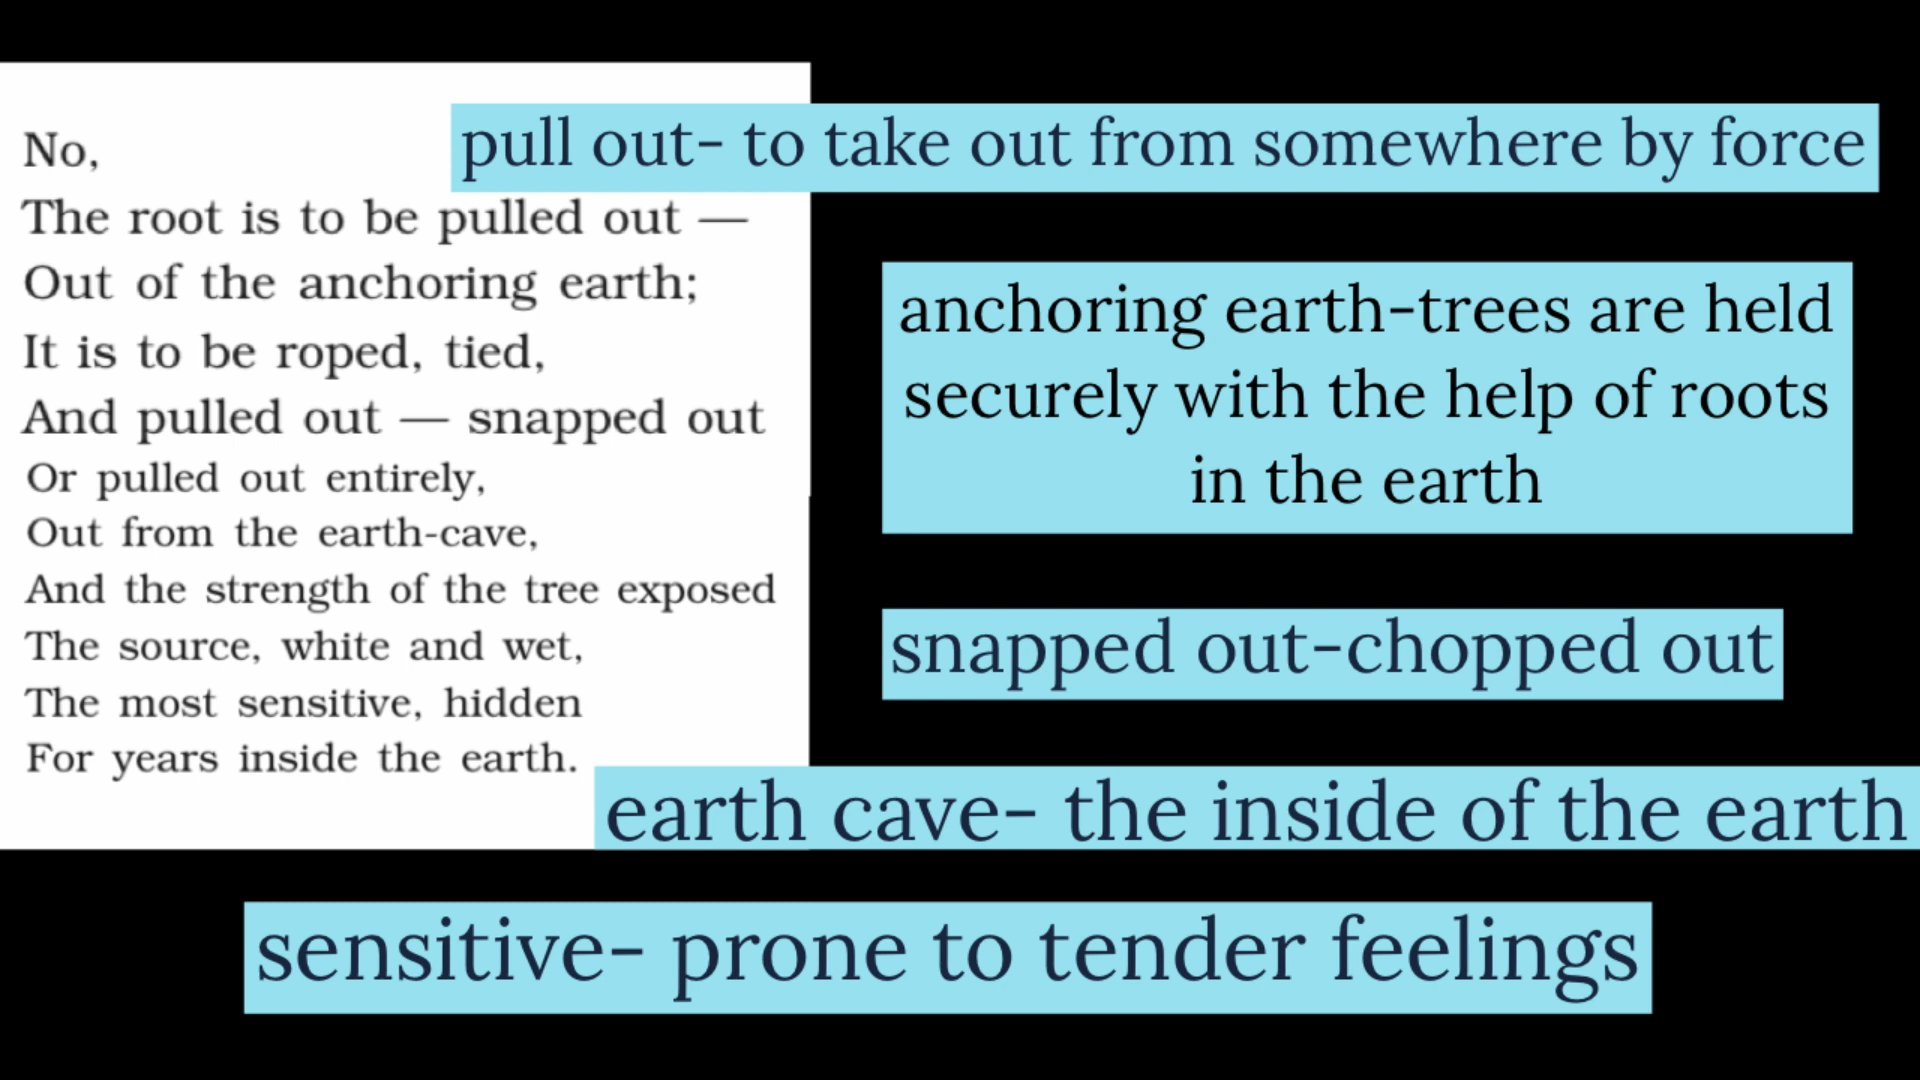 No,
pull out- to take out from somewhere by force
The root is to be pulled out —
Out of the anchoring earth;
It is to be roped, tied,
And pulled out — snapped out
Or pulled out entirely,
Out from the earth-cave,
And the strength of the tree exposed
The source, white and wet,
The most sensitive, hidden
For years inside the earth.
anchoring earth-trees are held
securely with the help of roots
in the earth
snapped out-chopped out
earth cave- the inside of the earth
sensitive- prone to tender feelings